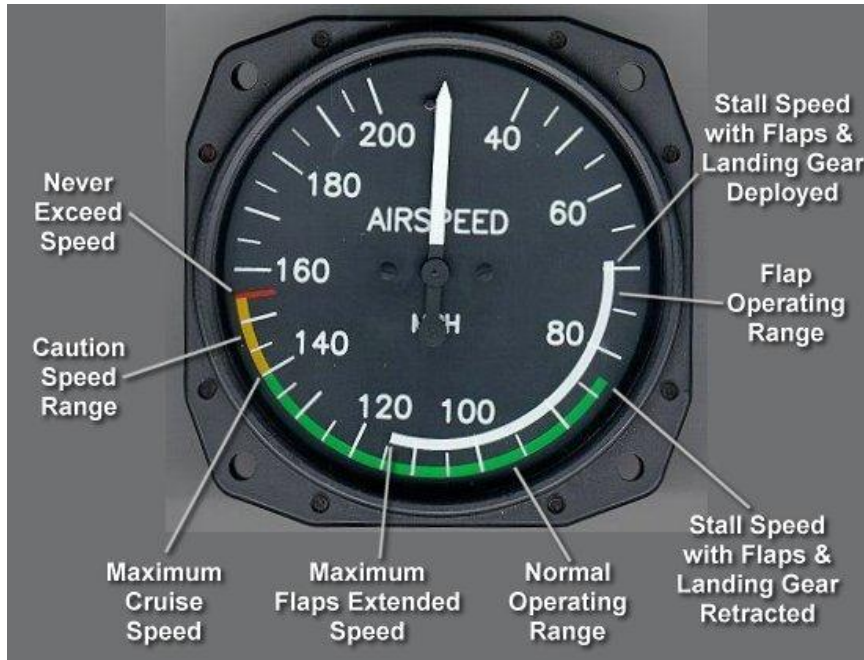 Stall Speed
with Flaps &
Landing Gear
Deployed
Never
Exceed
Speed
200
40
180
60
AIRSPEED
160
Flap
Operating
Range
80
140
Caution
Speed
Range
120
100
Maximum
Cruise
Speed
Maximum
Flaps Extended
Speed
Normal
Operating
Range
Stall Speed
with Flaps &
Landing Gear
Retracted